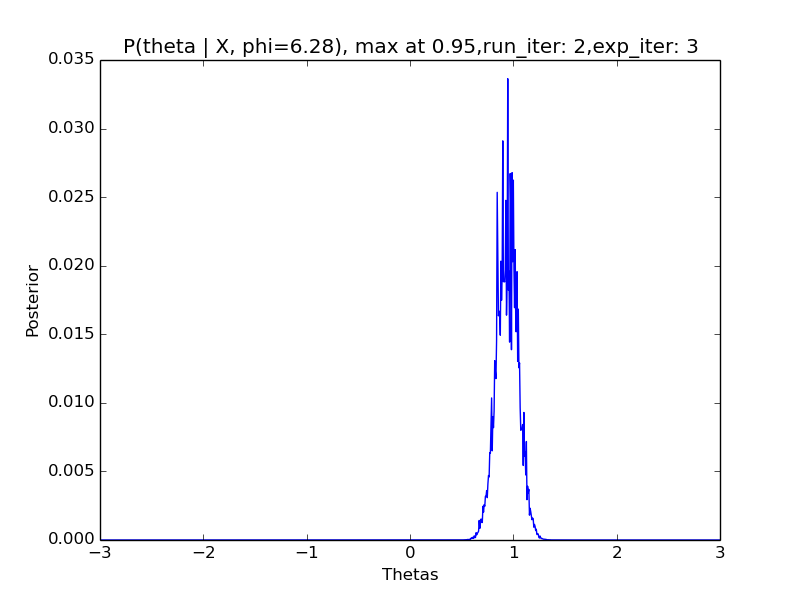 P(theta | X, phi=6.28), max at 0.95,run_iter: 2,exp_iter: 3
0.035
0.030
0.025
0.020
0.015
0.010
0.005
0.000
Posterior
−3 −2 −1 0 1 2 3
Thetas